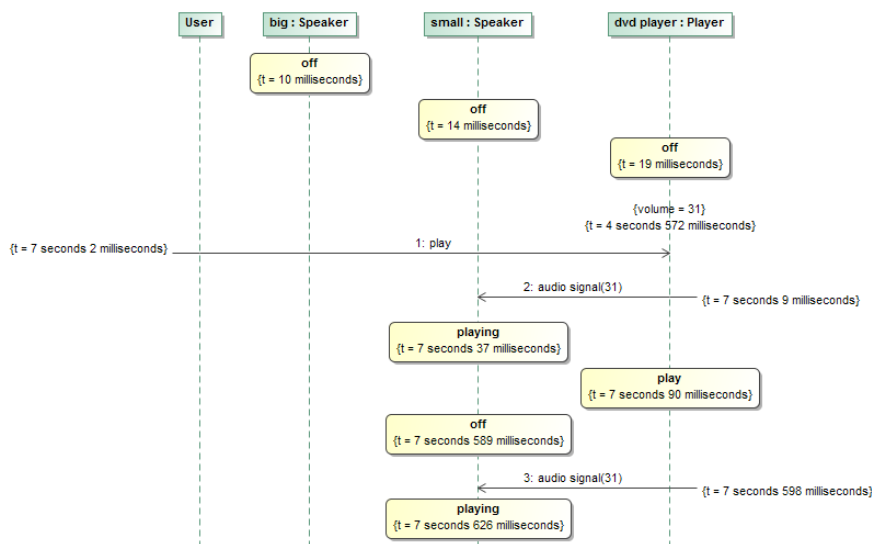 User
big : Speaker
small : Speaker
dvd player : Player
off
{t = 10 milliseconds}
off
{t = 14 milliseconds}
off
{t = 19 milliseconds}
{volume = 31}
{t = 4 seconds 572 milliseconds}
{t = 7 seconds 2 milliseconds}
1: play
2: audio signal(31)
{t = 7 seconds 9 milliseconds}
playing
{t = 7 seconds 37 milliseconds}
play
{t = 7 seconds 90 milliseconds}
off
{t = 7 seconds 589 milliseconds}
3: audio signal(31)
{t = 7 seconds 598 milliseconds}
playing
{t = 7 seconds 626 milliseconds}